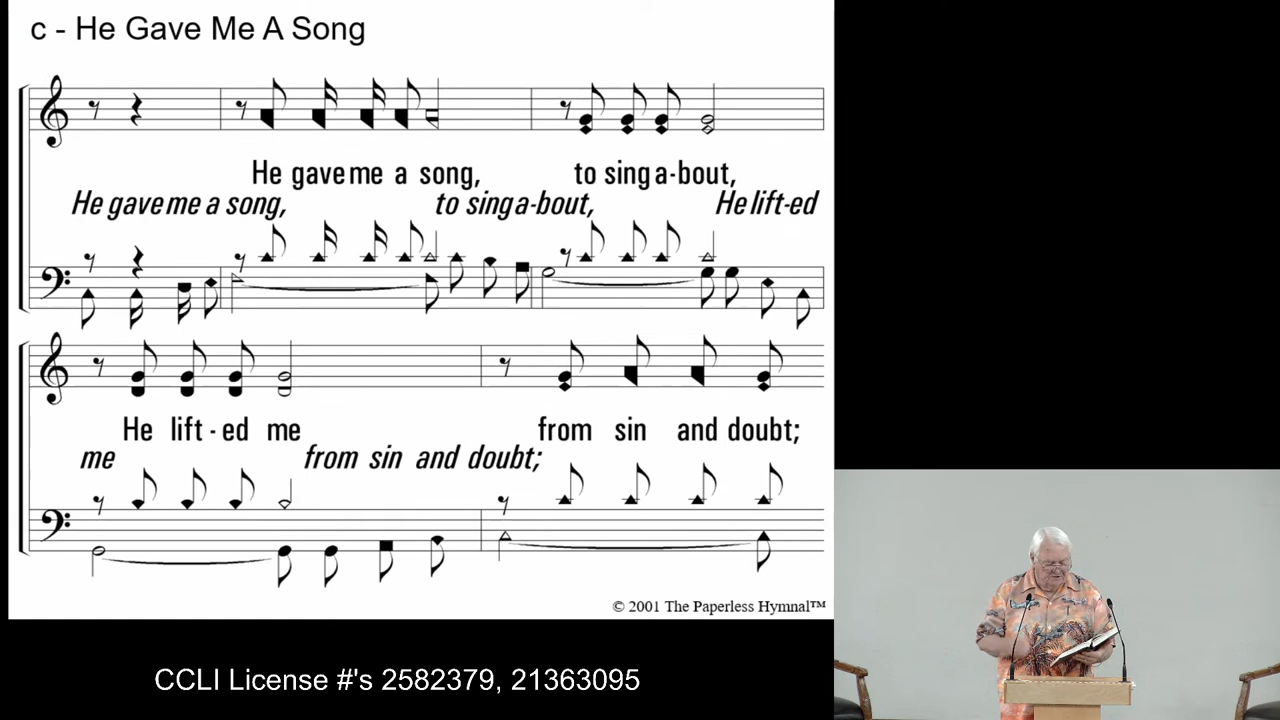 c - He Gave Me A Song
He gave me a song, to sing a-bout,
He gave me a song, to sing a-bout, He lift-ed
He lift-ed me from sin and doubt;
me from sin and doubt;
© 2001 The Paperless Hymnal™
CCLI License #'s 2582379, 21363095